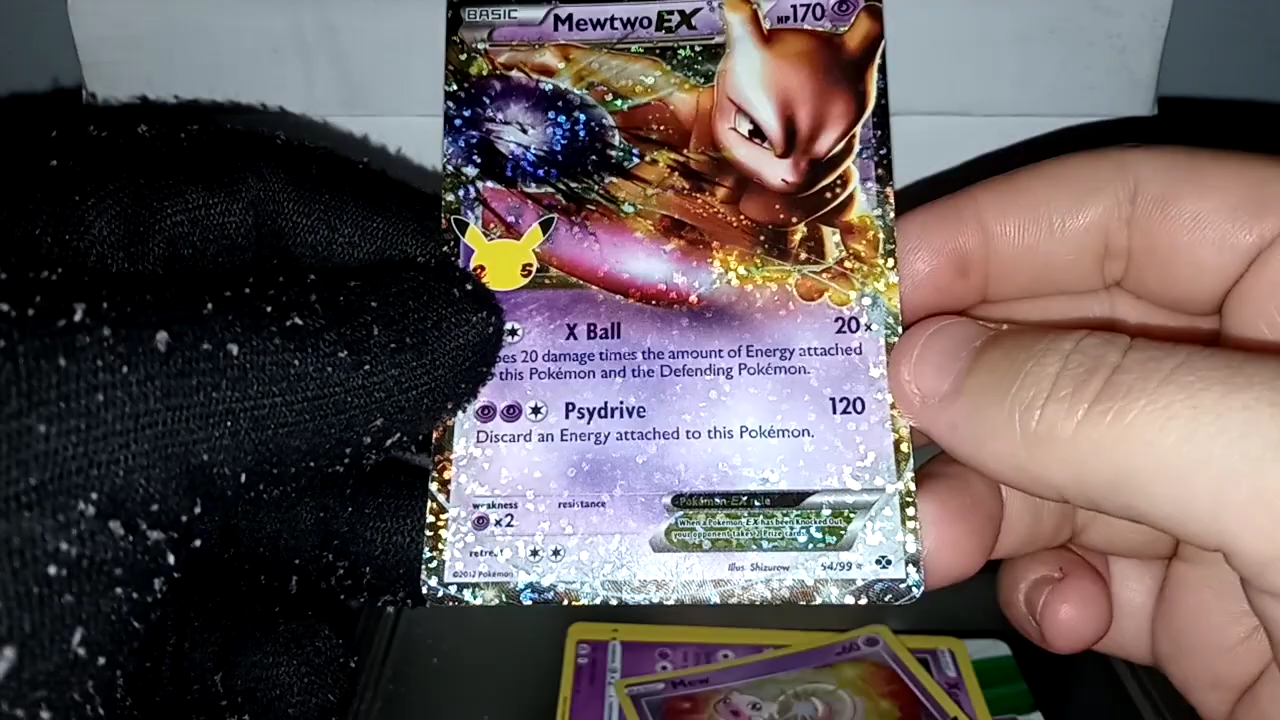 BASIC Mewtwo EX HP170
25
X Ball 20×
20 damage times the amount of Energy attached
this Pokémon and the Defending Pokémon.
Psydrive 120
Discard an Energy attached to this Pokémon.
weakness resistance
×2
Pokémon-EX rule
When a Pokémon-EX has been Knocked Out,
your opponent takes 2 Prize cards.
retreat
©2012 Pokémon
Illus. Shizurow 54/99
Mew